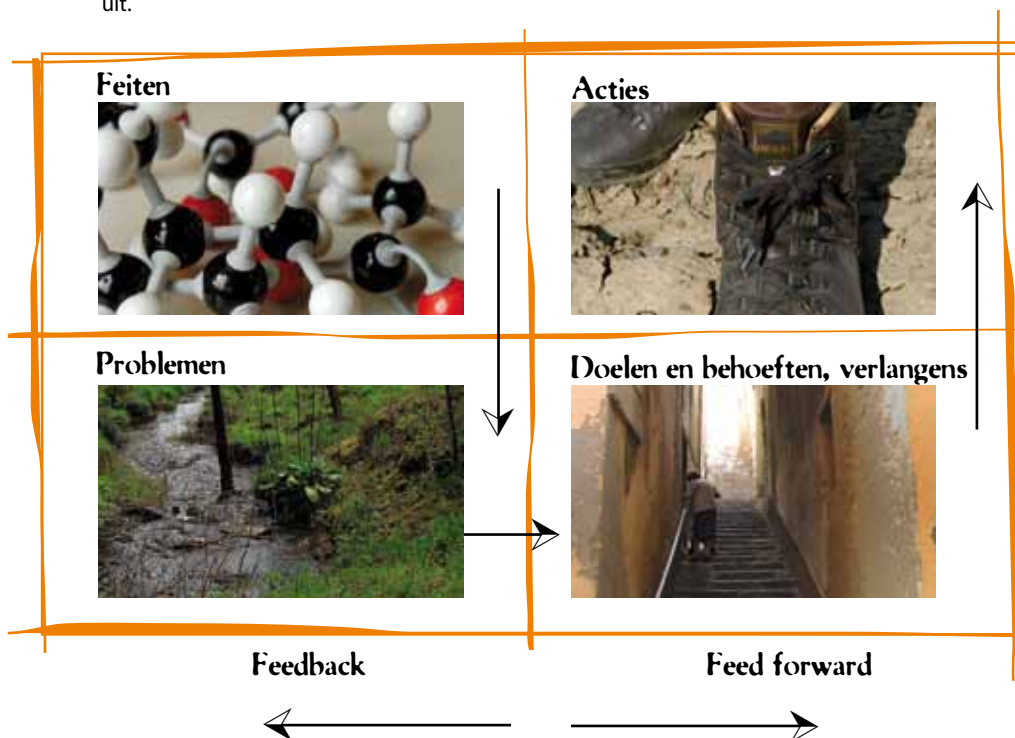 uit.
Feiten
Acties
Problemen
Doelen en behoeften, verlangens
Feedback
Feed forward